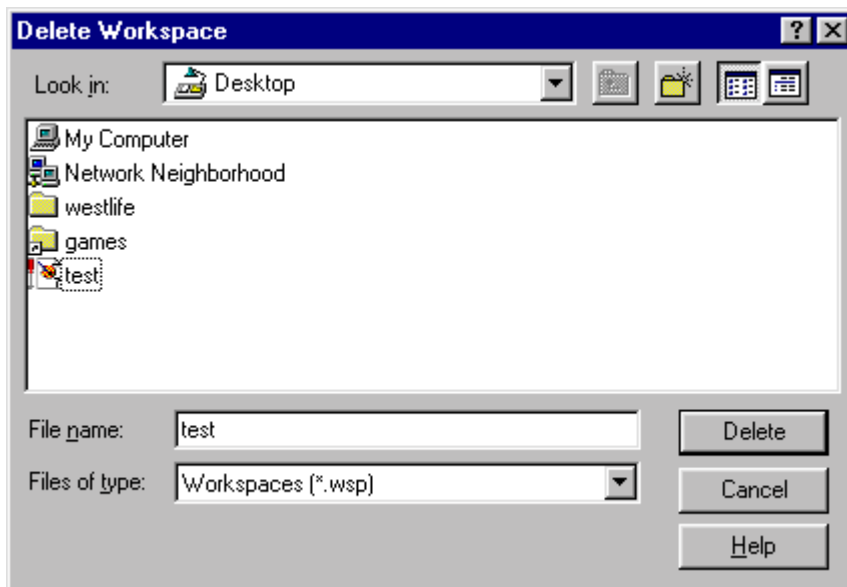 Delete Workspace
Look in: Desktop
My Computer
Network Neighborhood
westlife
games
test
File name: test Delete
Files of type: Workspaces (*.wsp) Cancel
Help